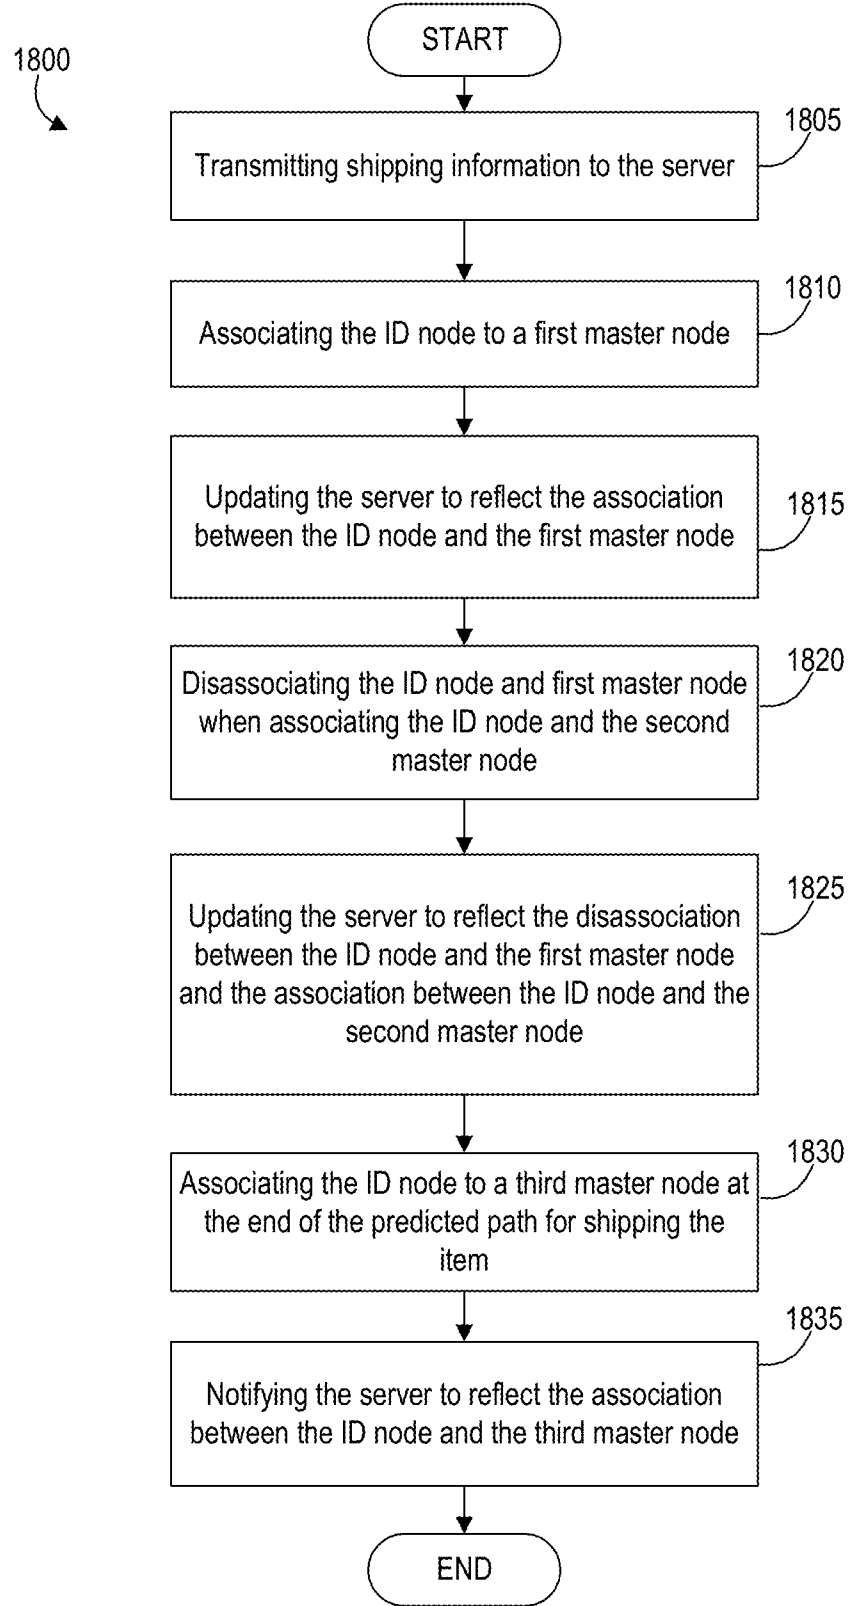 START
1800
1805
Transmitting shipping information to the server
1810
Associating the ID node to a first master node
1815
Updating the server to reflect the association
between the ID node and the first master node
1820
Disassociating the ID node and first master node
when associating the ID node and the second
master node
1825
Updating the server to reflect the disassociation
between the ID node and the first master node
and the association between the ID node and the
second master node
1830
Associating the ID node to a third master node at
the end of the predicted path for shipping the
item
1835
Notifying the server to reflect the association
between the ID node and the third master node
END